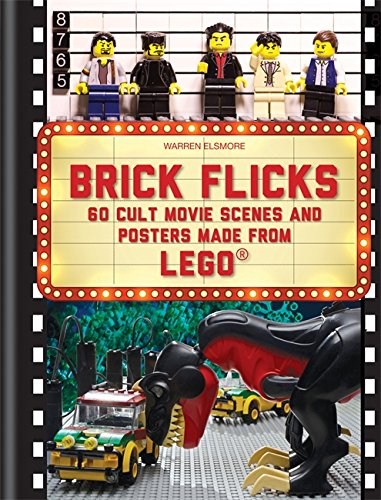 8
7
6
5
WARREN ELSMORE
BRICK FLICKS
60 CULT MOVIE SCENES AND
POSTERS MADE FROM
LEGO®